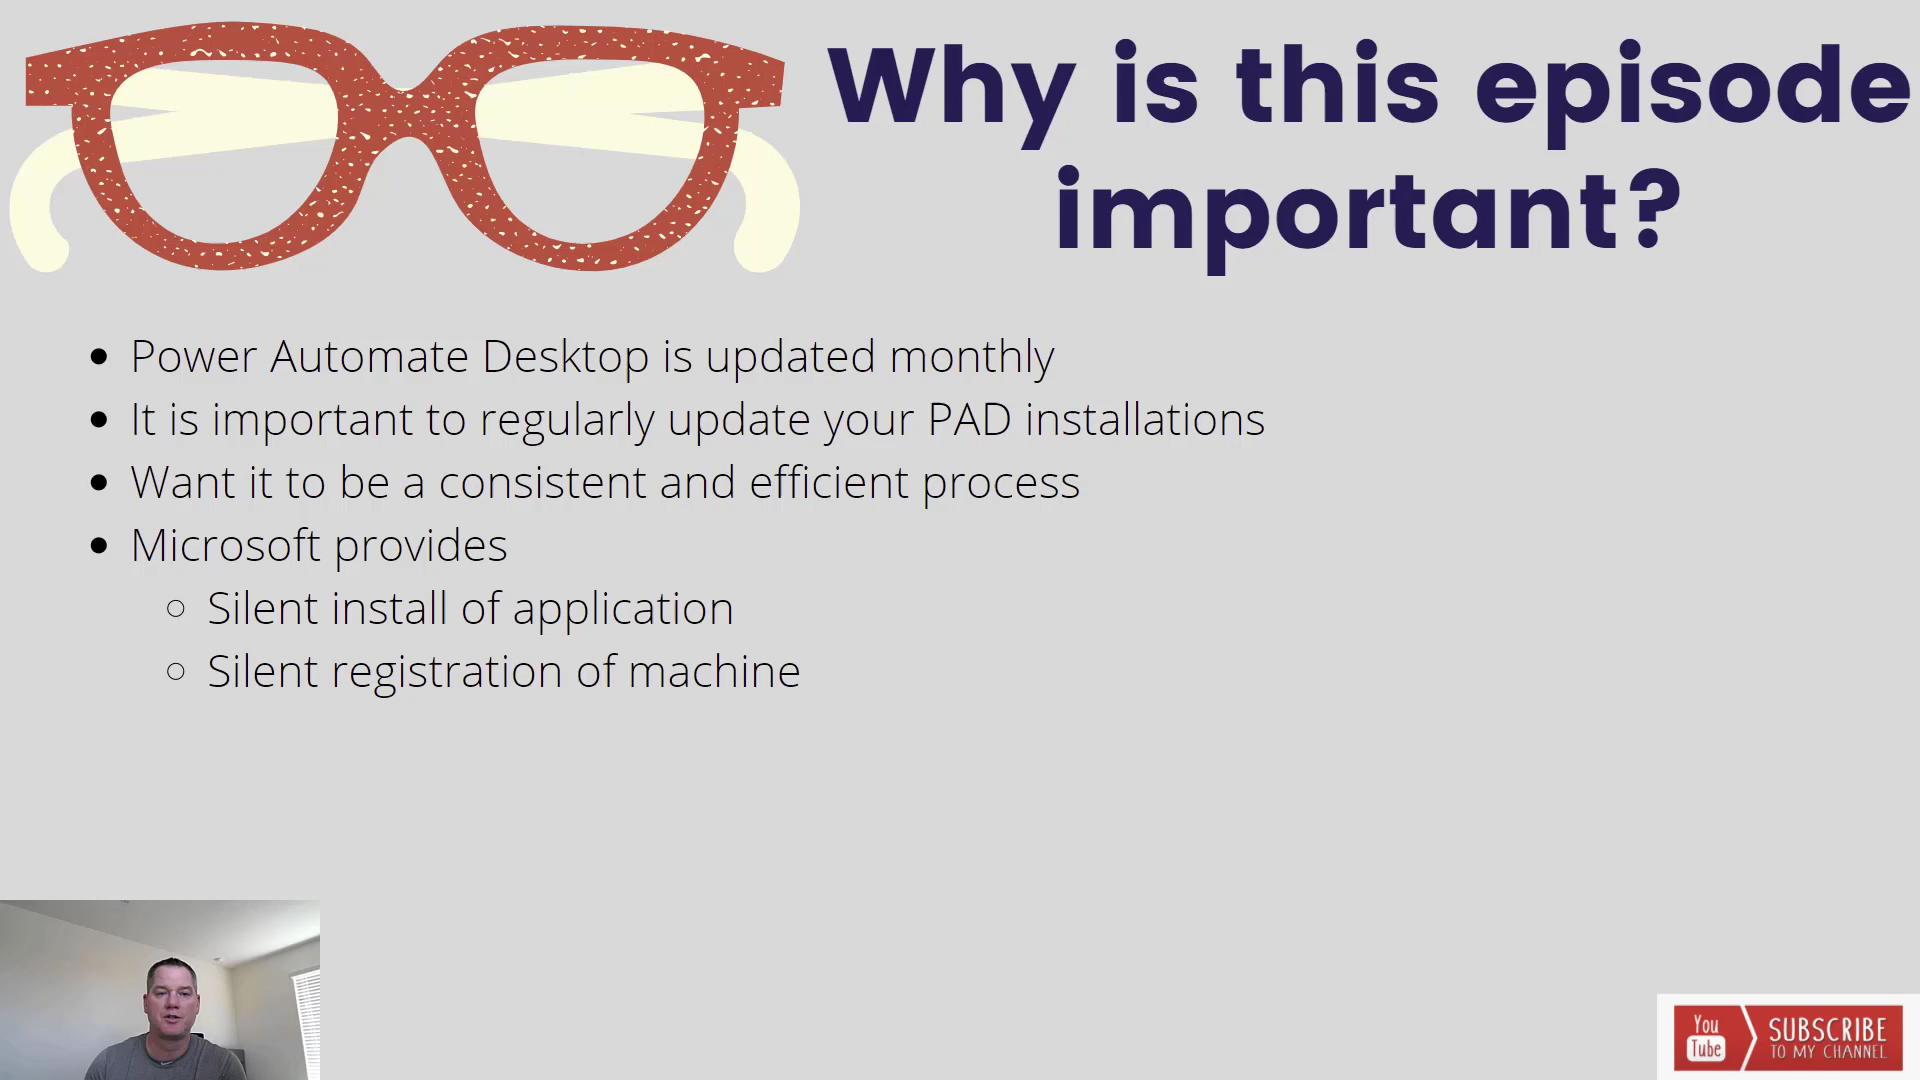 Why is this episode
important?
Power Automate Desktop is updated monthly
It is important to regularly update your PAD installations
Want it to be a consistent and efficient process
Microsoft provides
Silent install of application
Silent registration of machine
You
Tube
SUBSCRIBE
TO MY CHANNEL